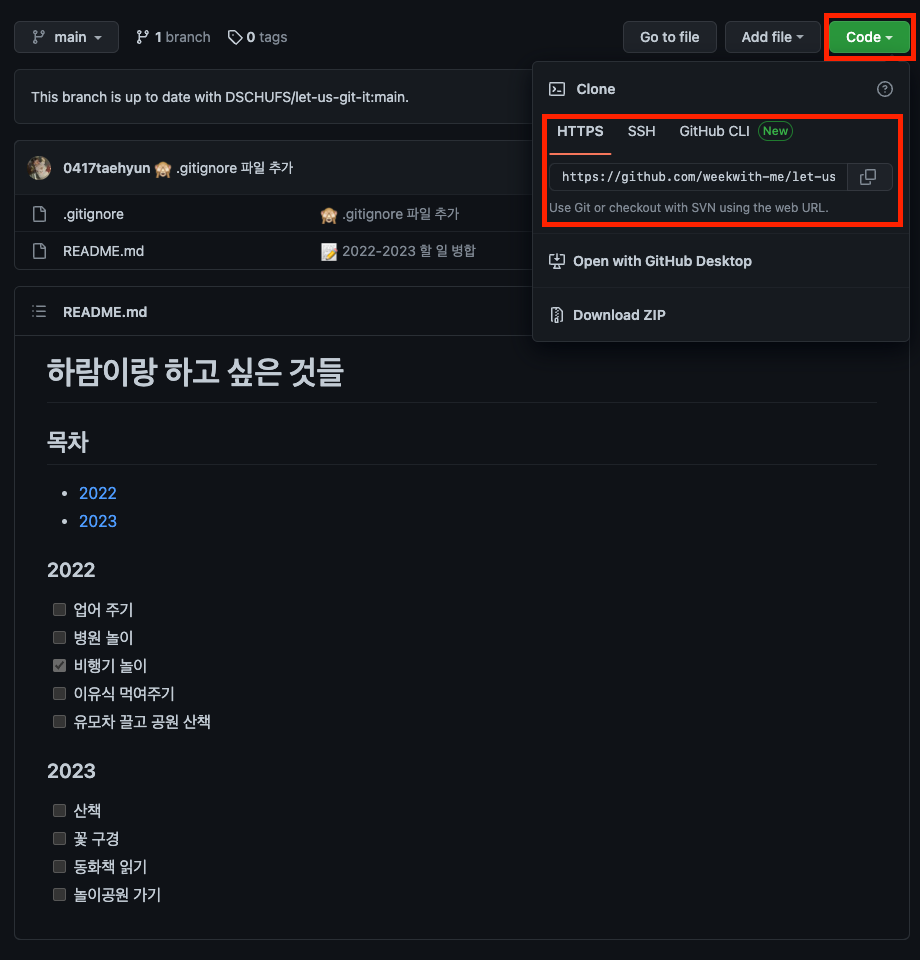 main 1 branch 0 tags Go to file Add file Code
This branch is up to date with DSCHUFS/let-us-git-it:main.
Clone
HTTPS SSH GitHub CLI New
https://github.com/weekwith-me/let-us
Use Git or checkout with SVN using the web URL.
Open with GitHub Desktop
Download ZIP
0417taehyun 🙈 .gitignore 파일 추가
.gitignore 🙈 .gitignore 파일 추가
README.md 📝 2022-2023 할 일 병합
README.md
하람이랑 하고 싶은 것들
목차
• 2022
• 2023
2022
업어 주기
병원 놀이
비행기 놀이
이유식 먹여주기
유모차 끌고 공원 산책
2023
산책
꽃 구경
동화책 읽기
놀이공원 가기